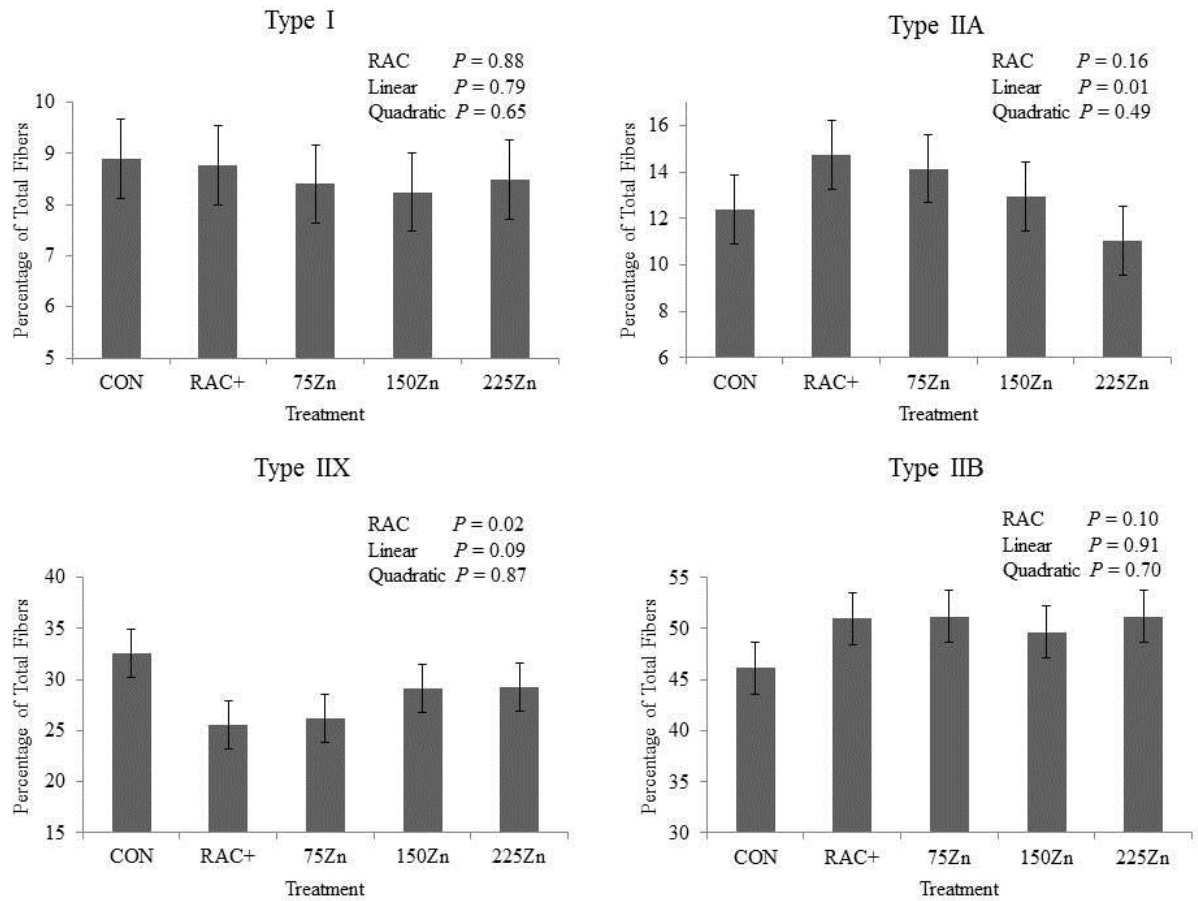 Type I
RAC P = 0.88
Linear P = 0.79
Quadratic P = 0.65
Percentage of Total Fibers
10
9
8
7
6
5
CON RAC+ 75Zn 150Zn 225Zn
Treatment
Type IIA
RAC P = 0.16
Linear P = 0.01
Quadratic P = 0.49
Percentage of Total Fibers
16
14
12
10
8
6
CON RAC+ 75Zn 150Zn 225Zn
Treatment
Type IIX
RAC P = 0.02
Linear P = 0.09
Quadratic P = 0.87
Percentage of Total Fibers
40
35
30
25
20
15
CON RAC+ 75Zn 150Zn 225Zn
Treatment
Type IIB
RAC P = 0.10
Linear P = 0.91
Quadratic P = 0.70
Percentage of Total Fibers
55
50
45
40
35
30
CON RAC+ 75Zn 150Zn 225Zn
Treatment